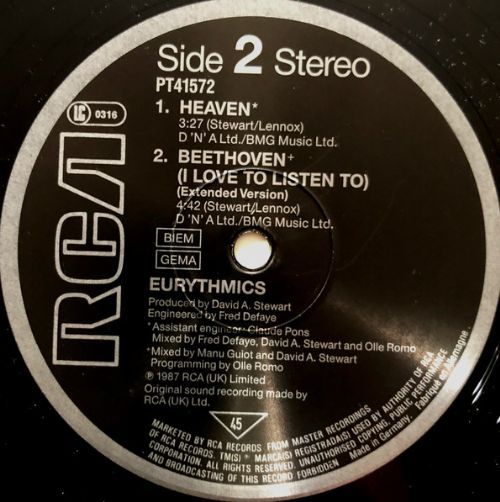 Side 2 Stereo
PT41572
LC 0316
1. HEAVEN*
3:27 (Stewart/Lennox)
D 'N' A Ltd./BMG Music Ltd.
2. BEETHOVEN+
(I LOVE TO LISTEN TO)
(Extended Version)
4:42 (Stewart/Lennox)
D 'N' A Ltd./BMG Music Ltd.
BIEM
GEMA
EURYTHMICS
Produced by David A. Stewart
Engineered by Fred Defaye
*Assistant engineer Claude Pons
Mixed by Fred Defaye, David A. Stewart and Olle Romo
*Mixed by Manu Guiot and David A. Stewart
Programming by Olle Romo
℗ 1987 RCA (UK) Limited
Original sound recording made by
RCA (UK) Ltd.
45
RCA
MARKETED BY RCA RECORDS FROM MASTER RECORDINGS
OF RCA RECORDS. TM(S) ® MARCA(S) REGISTRADA(S) USED BY AUTHORITY OF RCA
CORPORATION. ALL RIGHTS RESERVED. UNAUTHORISED COPYING, PUBLIC PERFORMANCE
AND BROADCASTING OF THIS RECORD FORBIDDEN Made in Germany. Fabriqué en Allemagne.